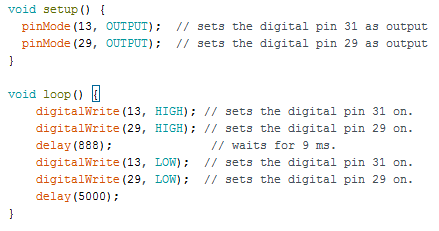 void setup() {
  pinMode(13, OUTPUT);  // sets the digital pin 31 as output
  pinMode(29, OUTPUT);  // sets the digital pin 29 as output
}

void loop() {
    digitalWrite(13, HIGH); // sets the digital pin 31 on.
    digitalWrite(29, HIGH); // sets the digital pin 29 on.
    delay(888);             // waits for 9 ms.
    digitalWrite(13, LOW);  // sets the digital pin 31 on.
    digitalWrite(29, LOW);  // sets the digital pin 29 on.
    delay(5000);
}